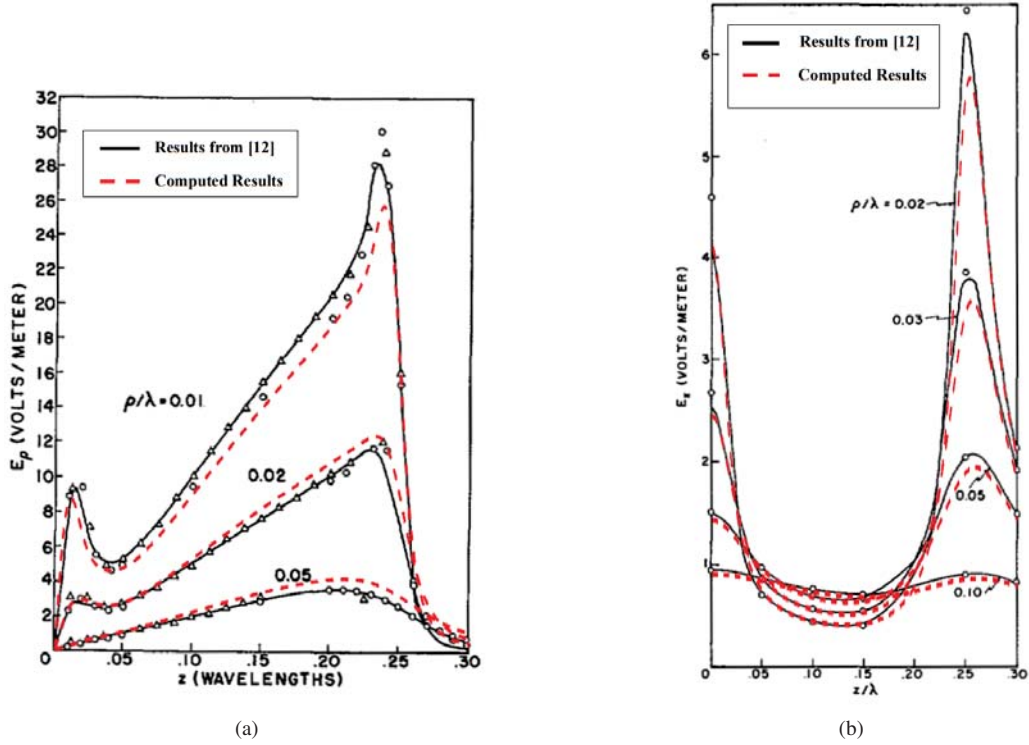 32
30
28
26
24
22
20
18
16
14
12
10
8
6
4
2
0
Eρ (VOLTS/METER)
Results from [12]
Computed Results
ρ/λ = 0.01
0.02
0.05
0 .05 .10 .15 .20 .25 .30
z (WAVELENGTHS)
(a)
6
5
4
3
2
1
Ez (VOLTS/METER)
Results from [12]
Computed Results
ρ/λ = 0.02
0.03
0.05
0.10
0 .05 .10 .15 .20 .25 .30
z/λ
(b)